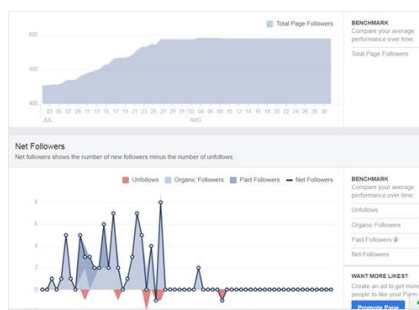 Total Page Followers
BENCHMARK
Compare your average
performance over time.
Total Page Followers
500
450
400
03 05 07 09 11 13 15 17 19 21 23 25 27 29 31 02 04 06 08 10 12 14 16 18 20 22 24 26 28 30
JUL
AUG
Net Followers
Net followers shows the number of new followers minus the number of unfollows.
Unfollows
Organic Followers
Paid Followers
Net Followers
BENCHMARK
Compare your average
performance over time.
Unfollows
Organic Followers
Paid Followers
Net Followers
8
6
4
2
0
WANT MORE LIKES?
Create an ad to get more
people to like your Page.
Promote Page